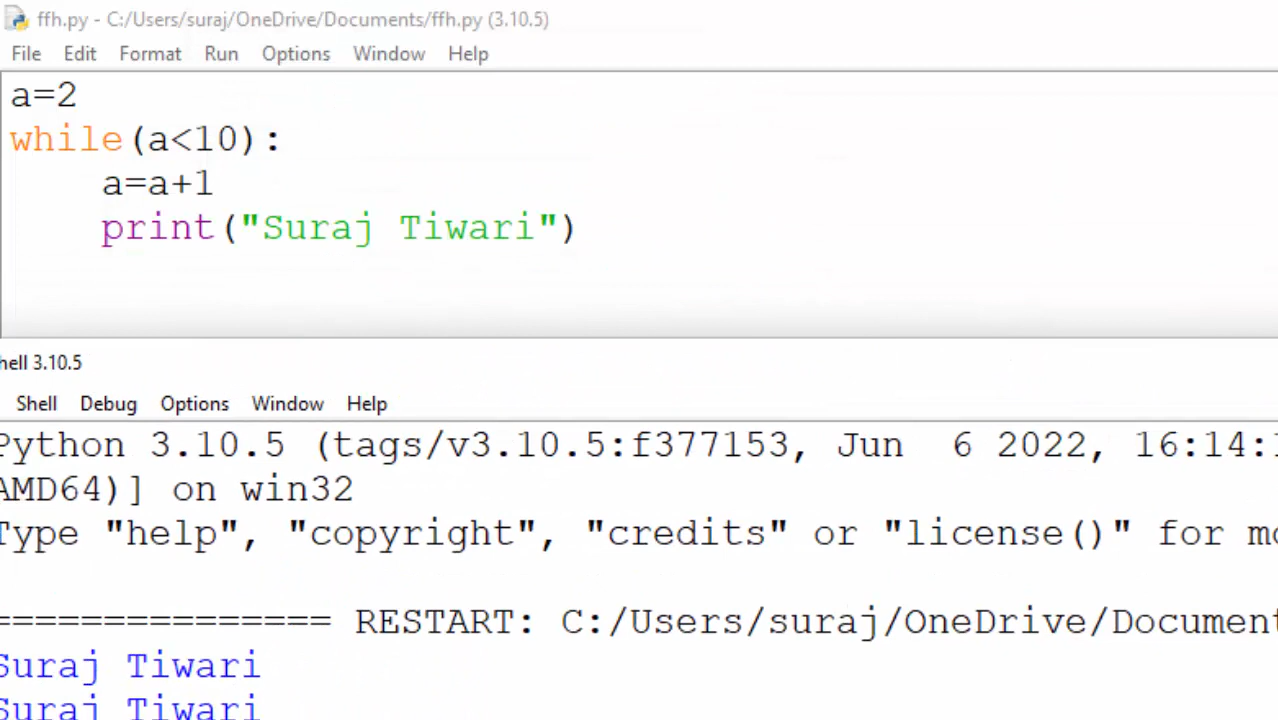 ffh.py - C:/Users/suraj/OneDrive/Documents/ffh.py (3.10.5)
File Edit Format Run Options Window Help
a=2
while(a<10):
    a=a+1
    print("Suraj Tiwari")
hell 3.10.5
Shell Debug Options Window Help
Python 3.10.5 (tags/v3.10.5:f377153, Jun  6 2022, 16:14:1
AMD64)] on win32
Type "help", "copyright", "credits" or "license()" for mo
=============== RESTART: C:/Users/suraj/OneDrive/Document
Suraj Tiwari
Suraj Tiwari